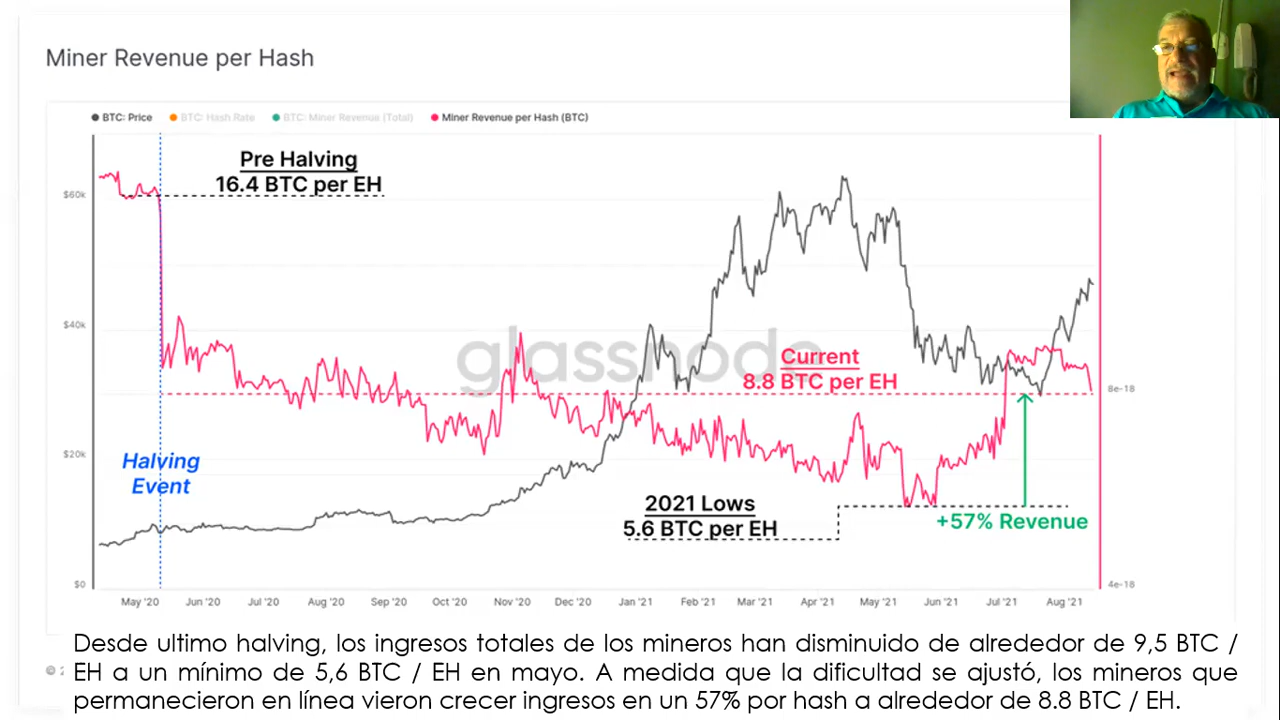 Miner Revenue per Hash
BTC: Price BTC: Hash Rate BTC: Miner Revenue (Total) Miner Revenue per Hash (BTC)
Pre Halving
16.4 BTC per EH
$60k
$40k
glassnode
Current
8.8 BTC per EH
8e-18
$20k
Halving
Event
2021 Lows
5.6 BTC per EH
+57% Revenue
$0
4e-18
May '20 Jun '20 Jul '20 Aug '20 Sep '20 Oct '20 Nov '20 Dec '20 Jan '21 Feb '21 Mar '21 Apr '21 May '21 Jun '21 Jul '21 Aug '21
Desde ultimo halving, los ingresos totales de los mineros han disminuido de alrededor de 9,5 BTC /
EH a un mínimo de 5,6 BTC / EH en mayo. A medida que la dificultad se ajustó, los mineros que
permanecieron en línea vieron crecer ingresos en un 57% por hash a alrededor de 8.8 BTC / EH.